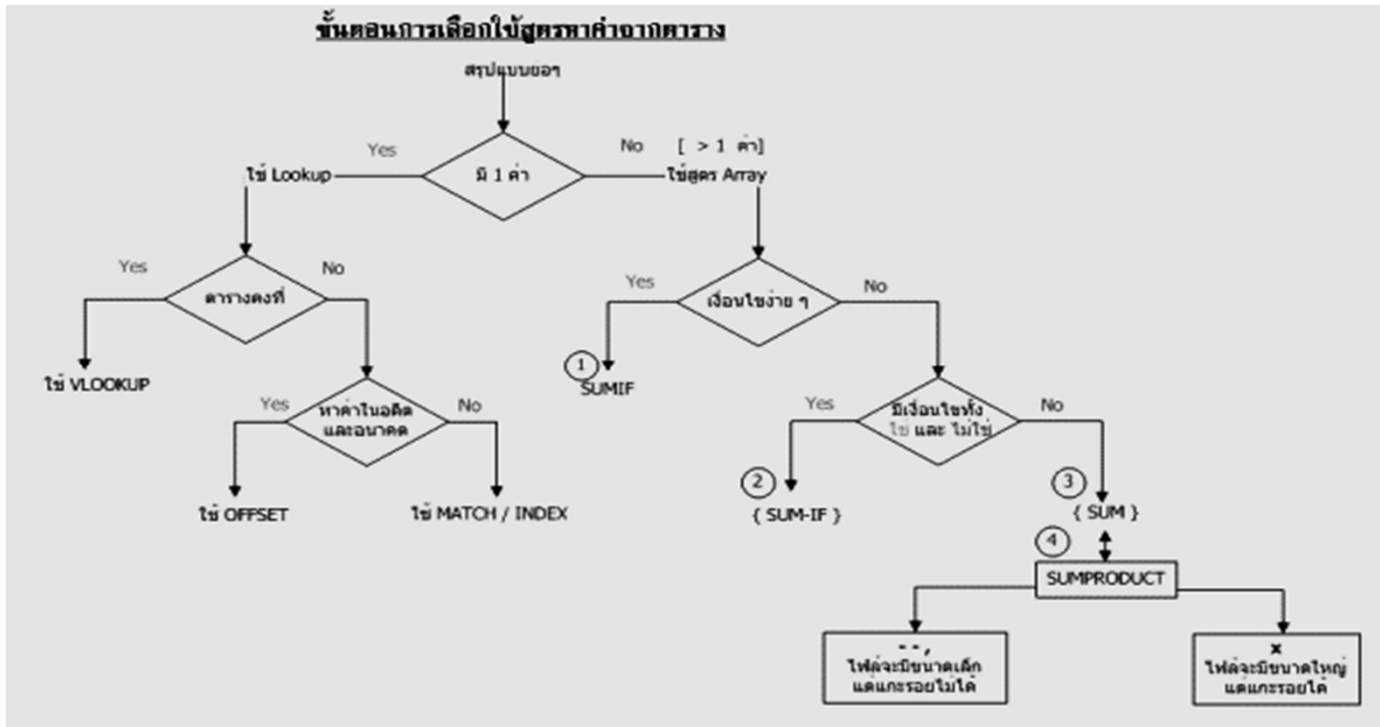 ขั้นตอนการเลือกใช้สูตรหาค่าจากตาราง
สรุปแบบย่อๆ
Yes
No [ > 1 ค่า]
ใช้ Lookup
มี 1 ค่า
ใช้สูตร Array
Yes
No
ตารางคงที่
Yes
No
เงื่อนไขง่าย ๆ
ใช้ VLOOKUP
1
SUMIF
Yes
No
หาค่าในอดีต
และอนาคต
Yes
No
มีเงื่อนไขทั้ง
ใช่ และ ไม่ใช่
ใช้ OFFSET
ใช้ MATCH / INDEX
2
{ SUM-IF }
3
{ SUM }
4
SUMPRODUCT
- - ,
ไฟล์จะมีขนาดเล็ก
แต่แกะรอยไม่ได้
x
ไฟล์จะมีขนาดใหญ่
แต่แกะรอยได้